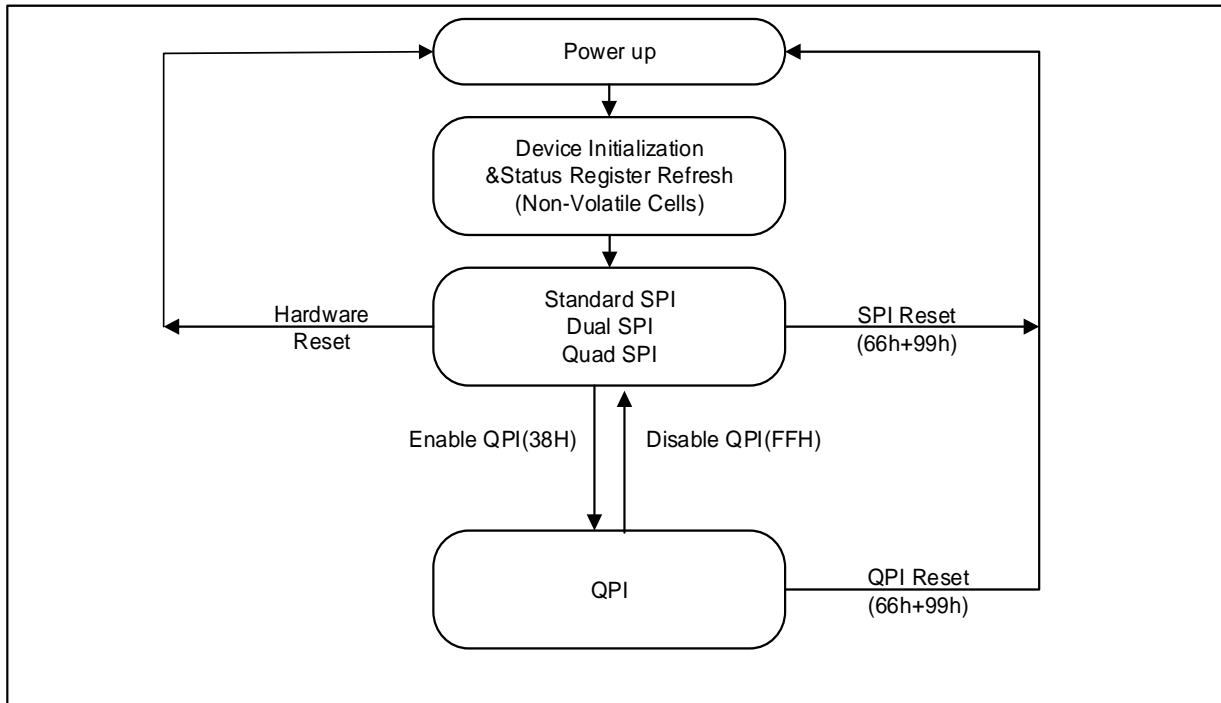 Power up
Device Initialization
&Status Register Refresh
(Non-Volatile Cells)
Standard SPI
Dual SPI
Quad SPI
Hardware
Reset
SPI Reset
(66h+99h)
Enable QPI(38H)
Disable QPI(FFH)
QPI
QPI Reset
(66h+99h)